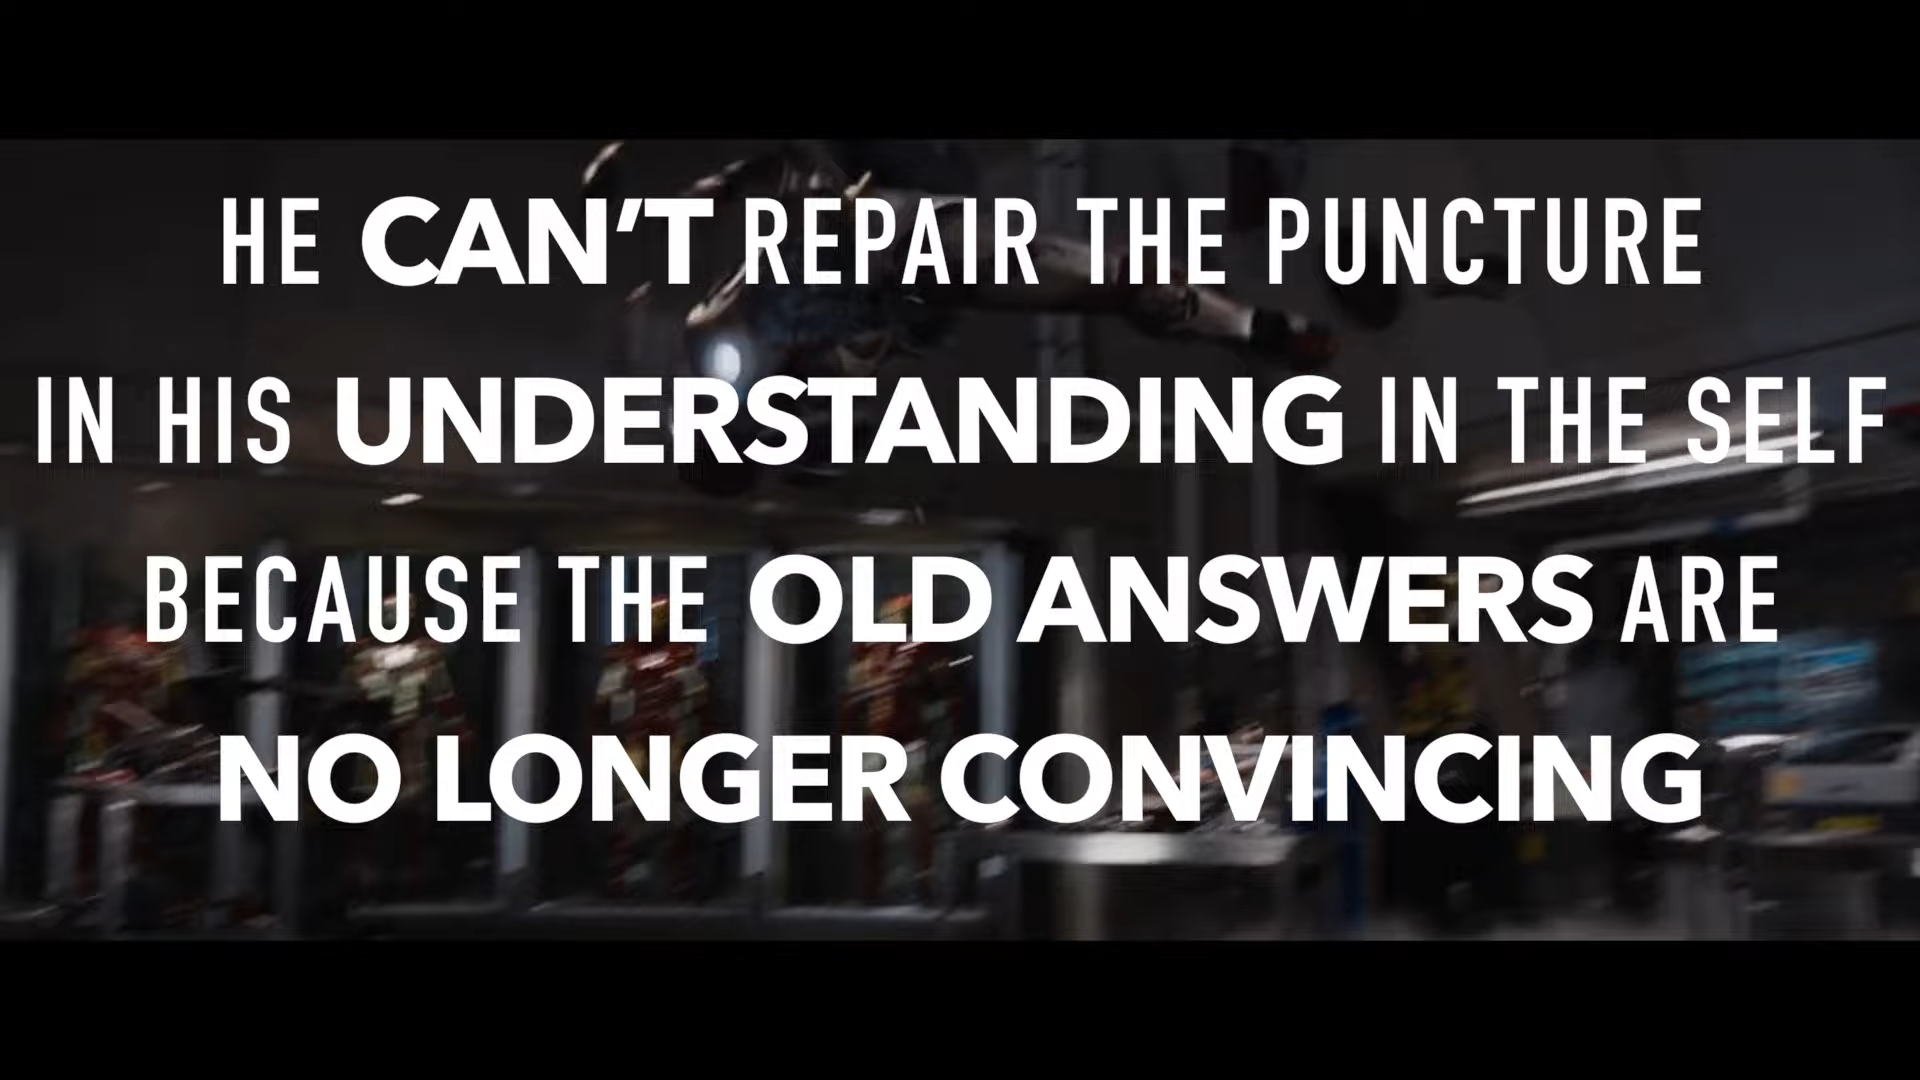 HE CAN'T REPAIR THE PUNCTURE
IN HIS UNDERSTANDING IN THE SELF
BECAUSE THE OLD ANSWERS ARE
NO LONGER CONVINCING